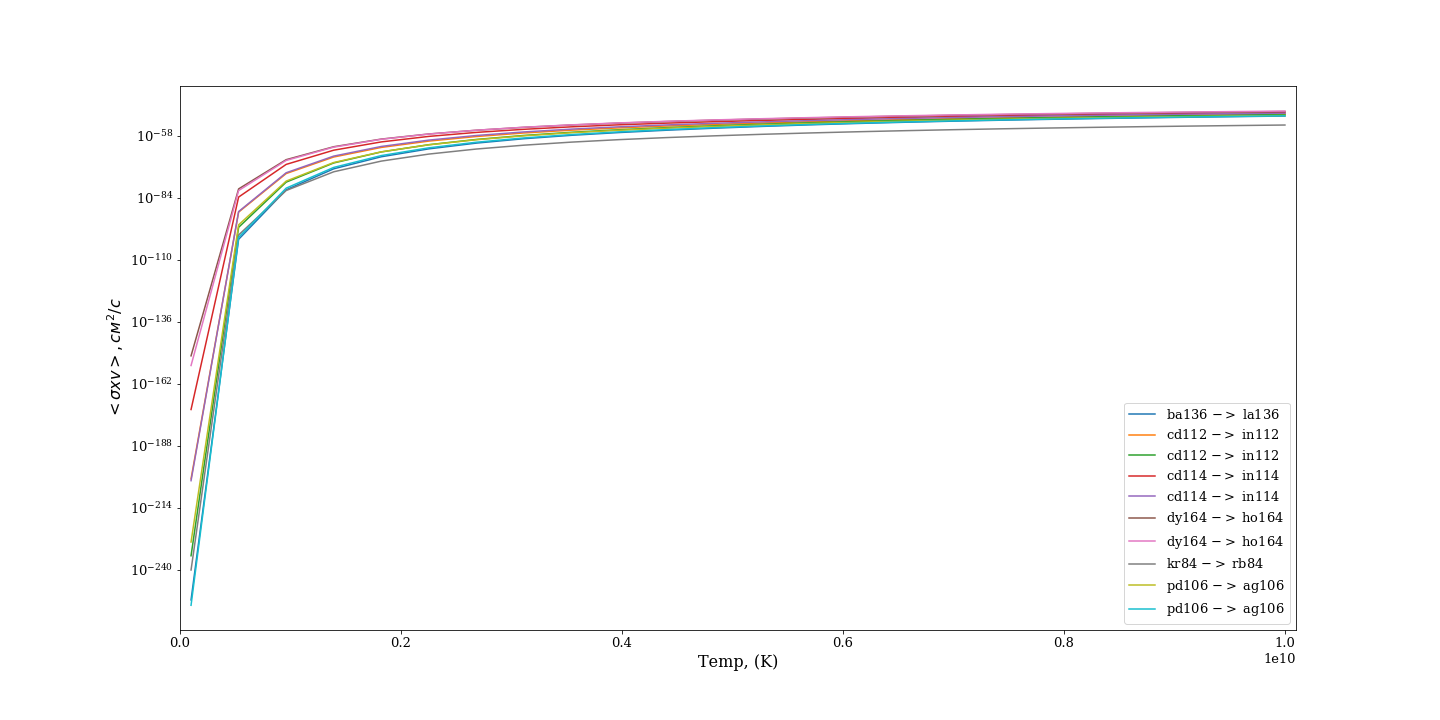 10^−58
10^−84
10^−110
10^−136
10^−162
10^−188
10^−214
10^−240
<σxv>, см^2/с
0.0 0.2 0.4 0.6 0.8 1.0
1e10
Temp, (K)
ba136 −> la136
cd112 −> in112
cd112 −> in112
cd114 −> in114
cd114 −> in114
dy164 −> ho164
dy164 −> ho164
kr84 −> rb84
pd106 −> ag106
pd106 −> ag106